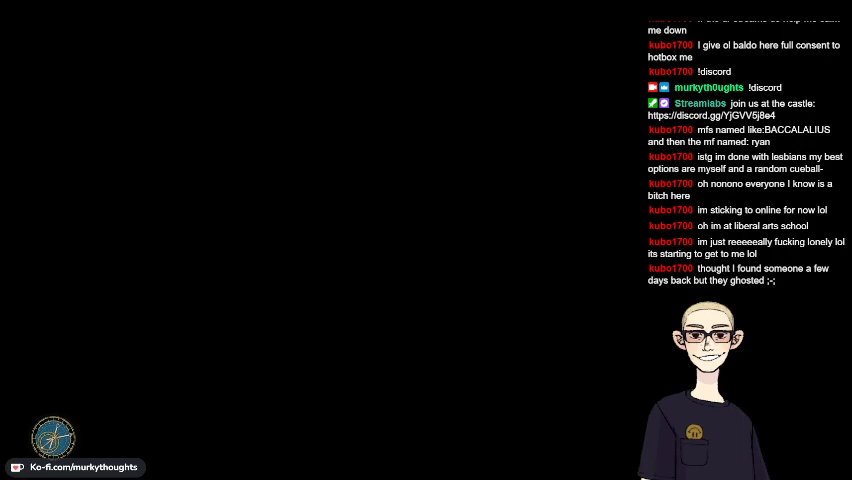 me down
kubo1700 I give ol baldo here full consent to
hotbox me
kubo1700 !discord
murkyth0ughts !discord
Streamlabs join us at the castle:
https://discord.gg/YjGVV5j8e4
kubo1700 mfs named like:BACCALALIUS
and then the mf named: ryan
kubo1700 istg im done with lesbians my best
options are myself and a random cueball-
kubo1700 oh nonono everyone I know is a
bitch here
kubo1700 im sticking to online for now lol
kubo1700 oh im at liberal arts school
kubo1700 im just reeeeeally fucking lonely lol
its starting to get to me lol
kubo1700 thought I found someone a few
days back but they ghosted ;-;
Ko-fi.com/murkythoughts